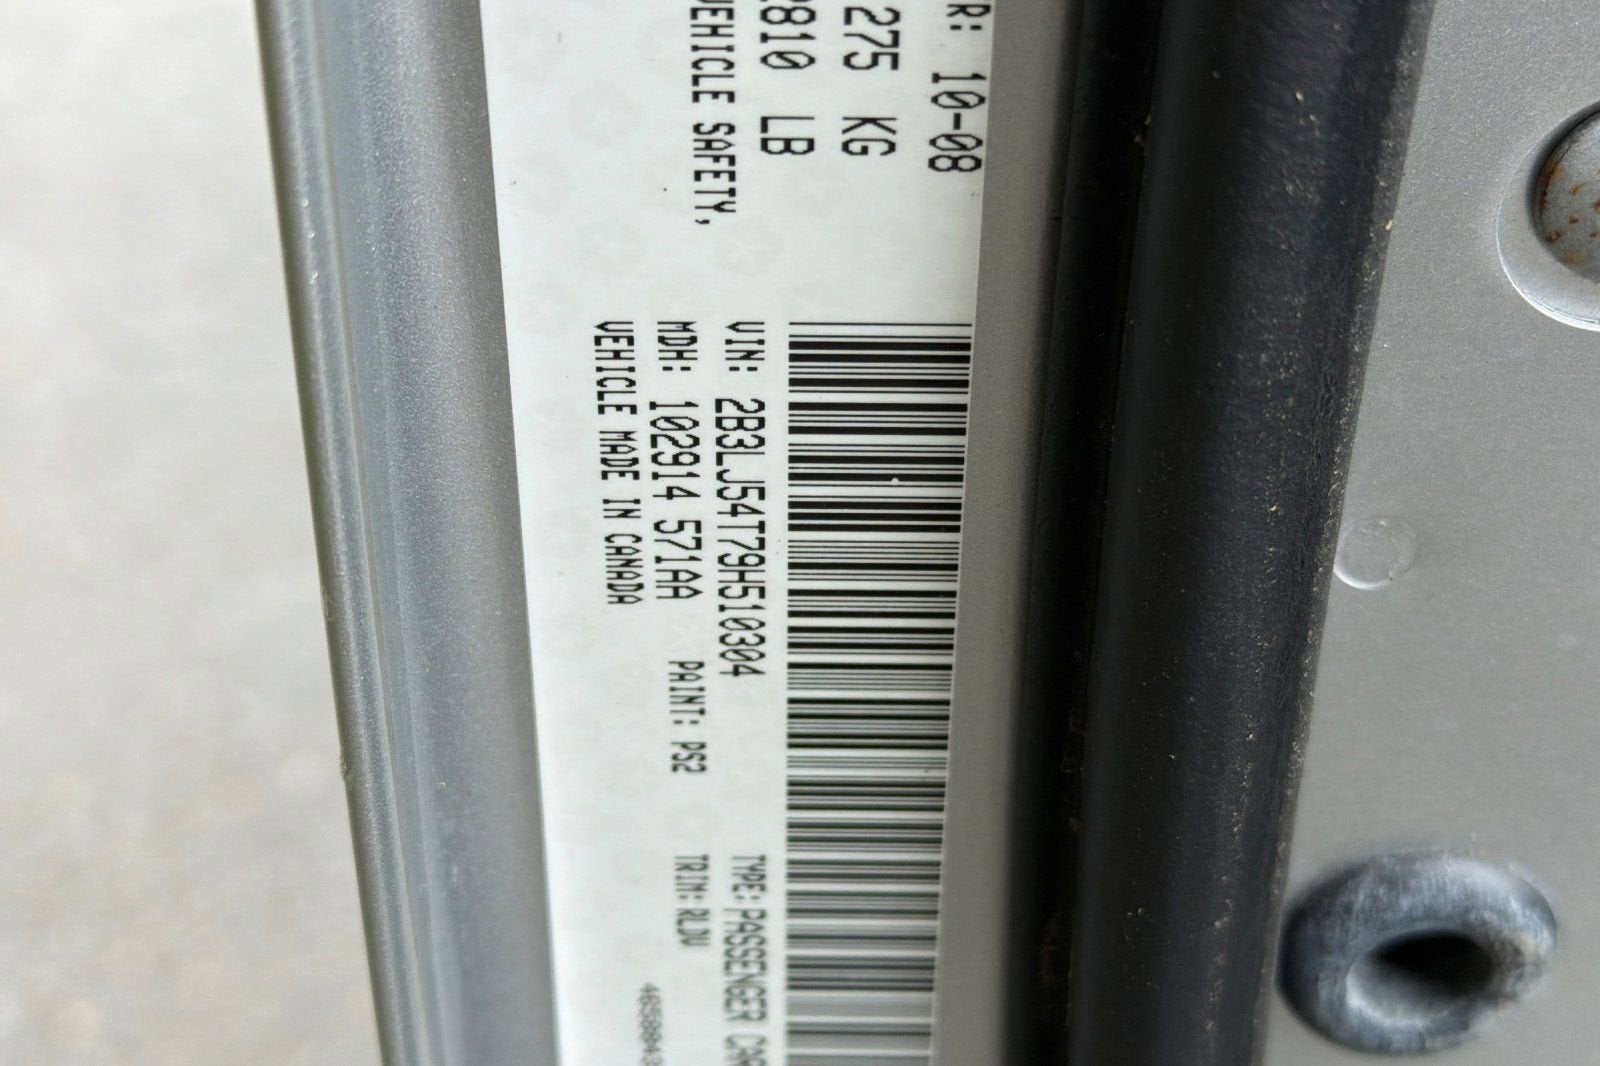 R: 10-08
275 KG
2810 LB
VEHICLE SAFETY,
VIN: 2B3LJ54T79H510304
TYPE: PASSENGER CAR
MDH: 102914 571AA
PAINT: PS2
TRIM: RLDV
VEHICLE MADE IN CANADA